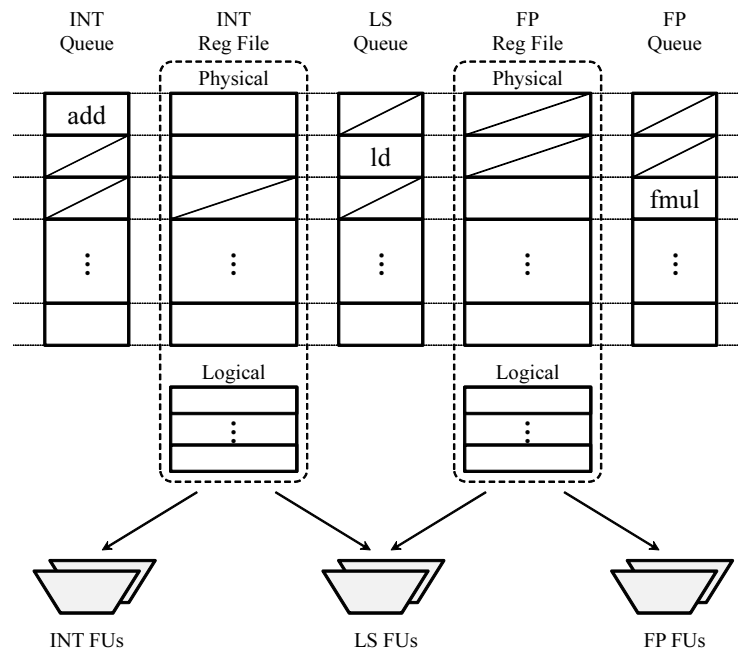 INT
Queue
INT
Reg File
LS
Queue
FP
Reg File
FP
Queue
Physical
Physical
add
ld
fmul
Logical
Logical
INT FUs
LS FUs
FP FUs